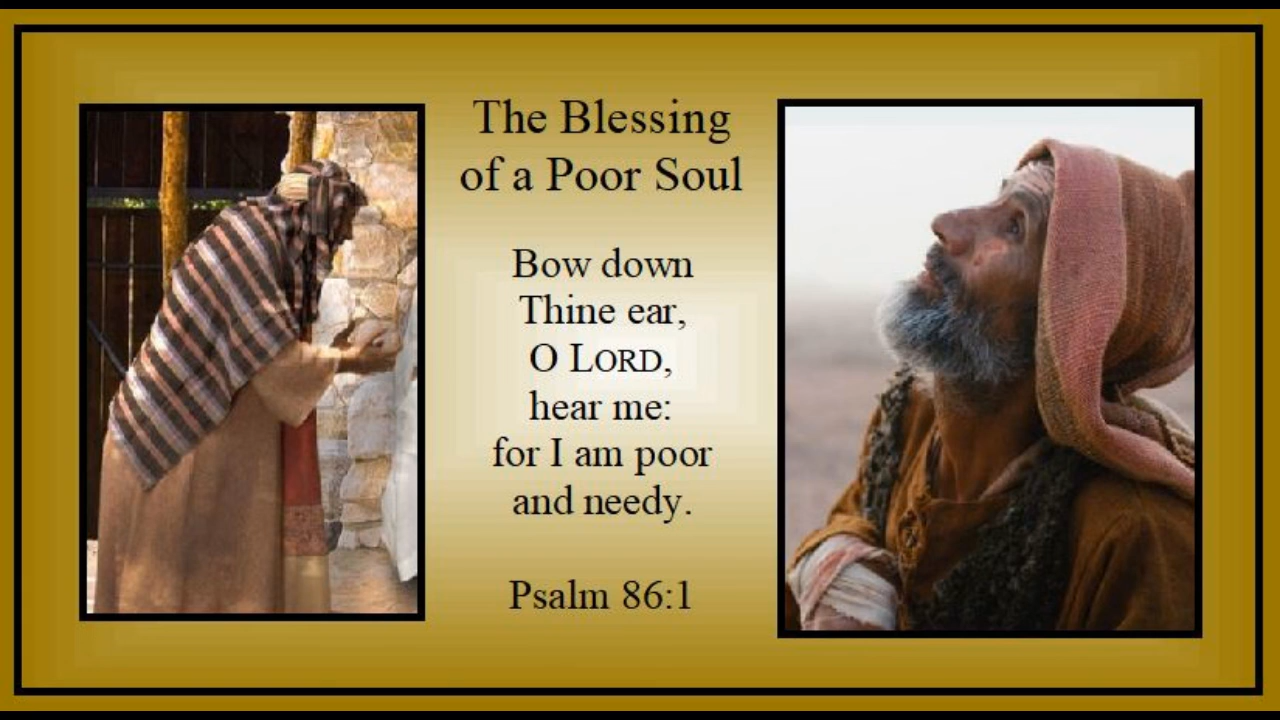 The Blessing
of a Poor Soul
Bow down
Thine ear,
O LORD,
hear me:
for I am poor
and needy.
Psalm 86:1